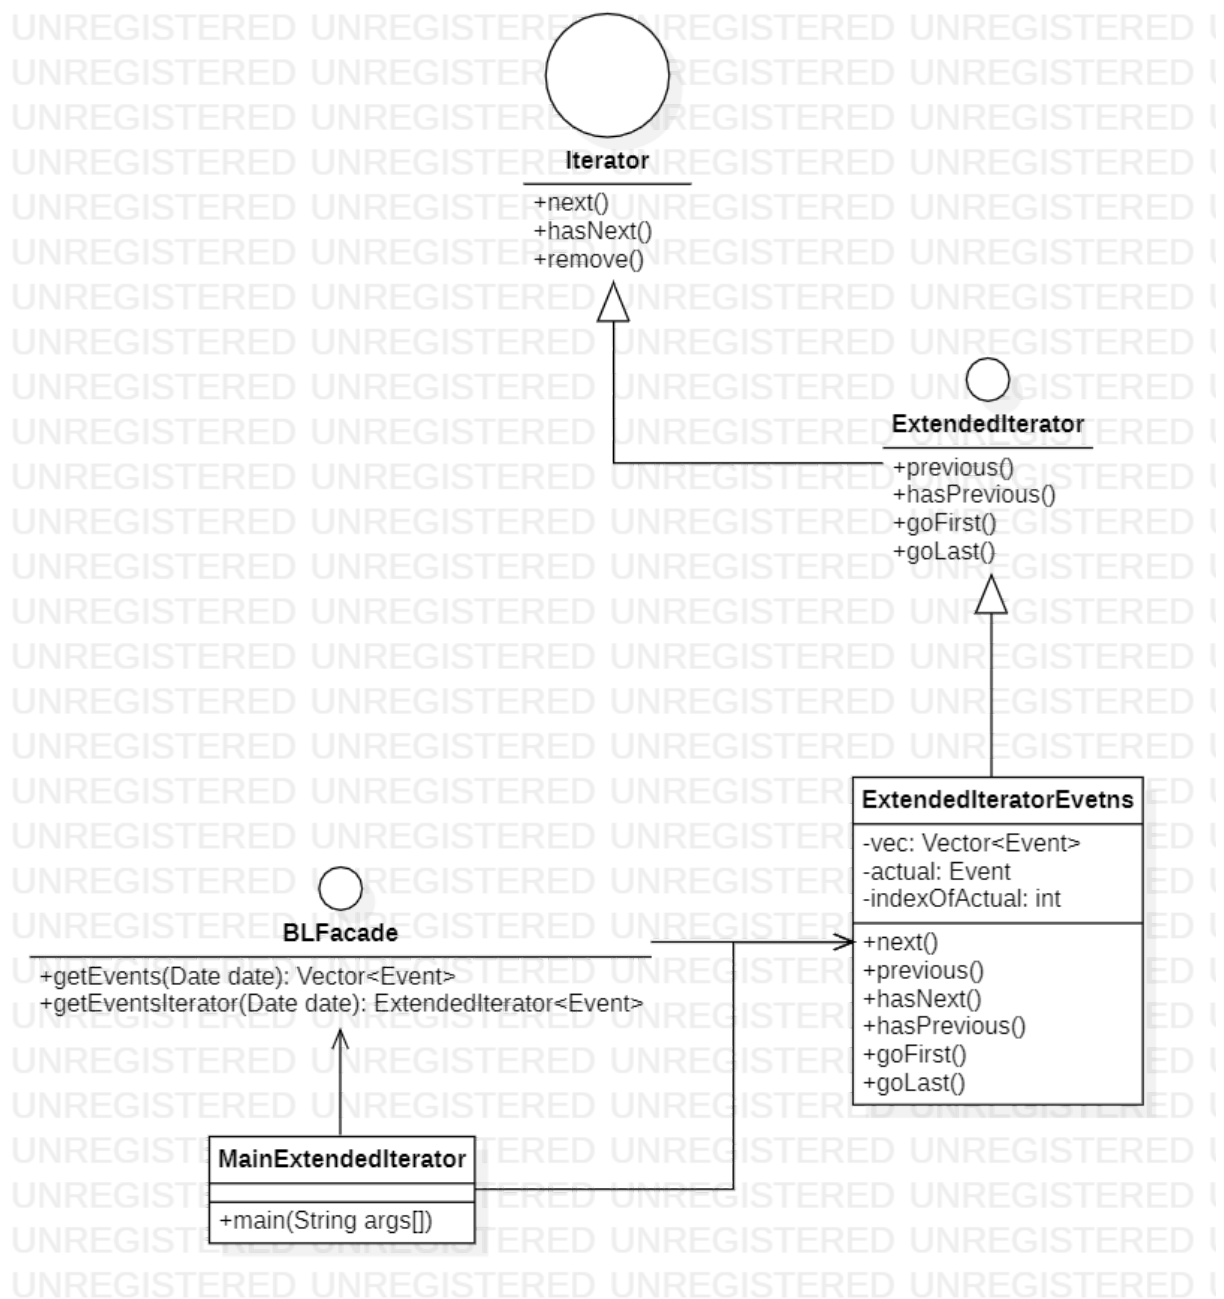 Iterator
+next()
+hasNext()
+remove()
ExtendedIterator
+previous()
+hasPrevious()
+goFirst()
+goLast()
ExtendedIteratorEvetns
-vec: Vector<Event>
-actual: Event
-indexOfActual: int
+next()
+previous()
+hasNext()
+hasPrevious()
+goFirst()
+goLast()
BLFacade
+getEvents(Date date): Vector<Event>
+getEventsIterator(Date date): ExtendedIterator<Event>
MainExtendedIterator
+main(String args[])
UNREGISTERED